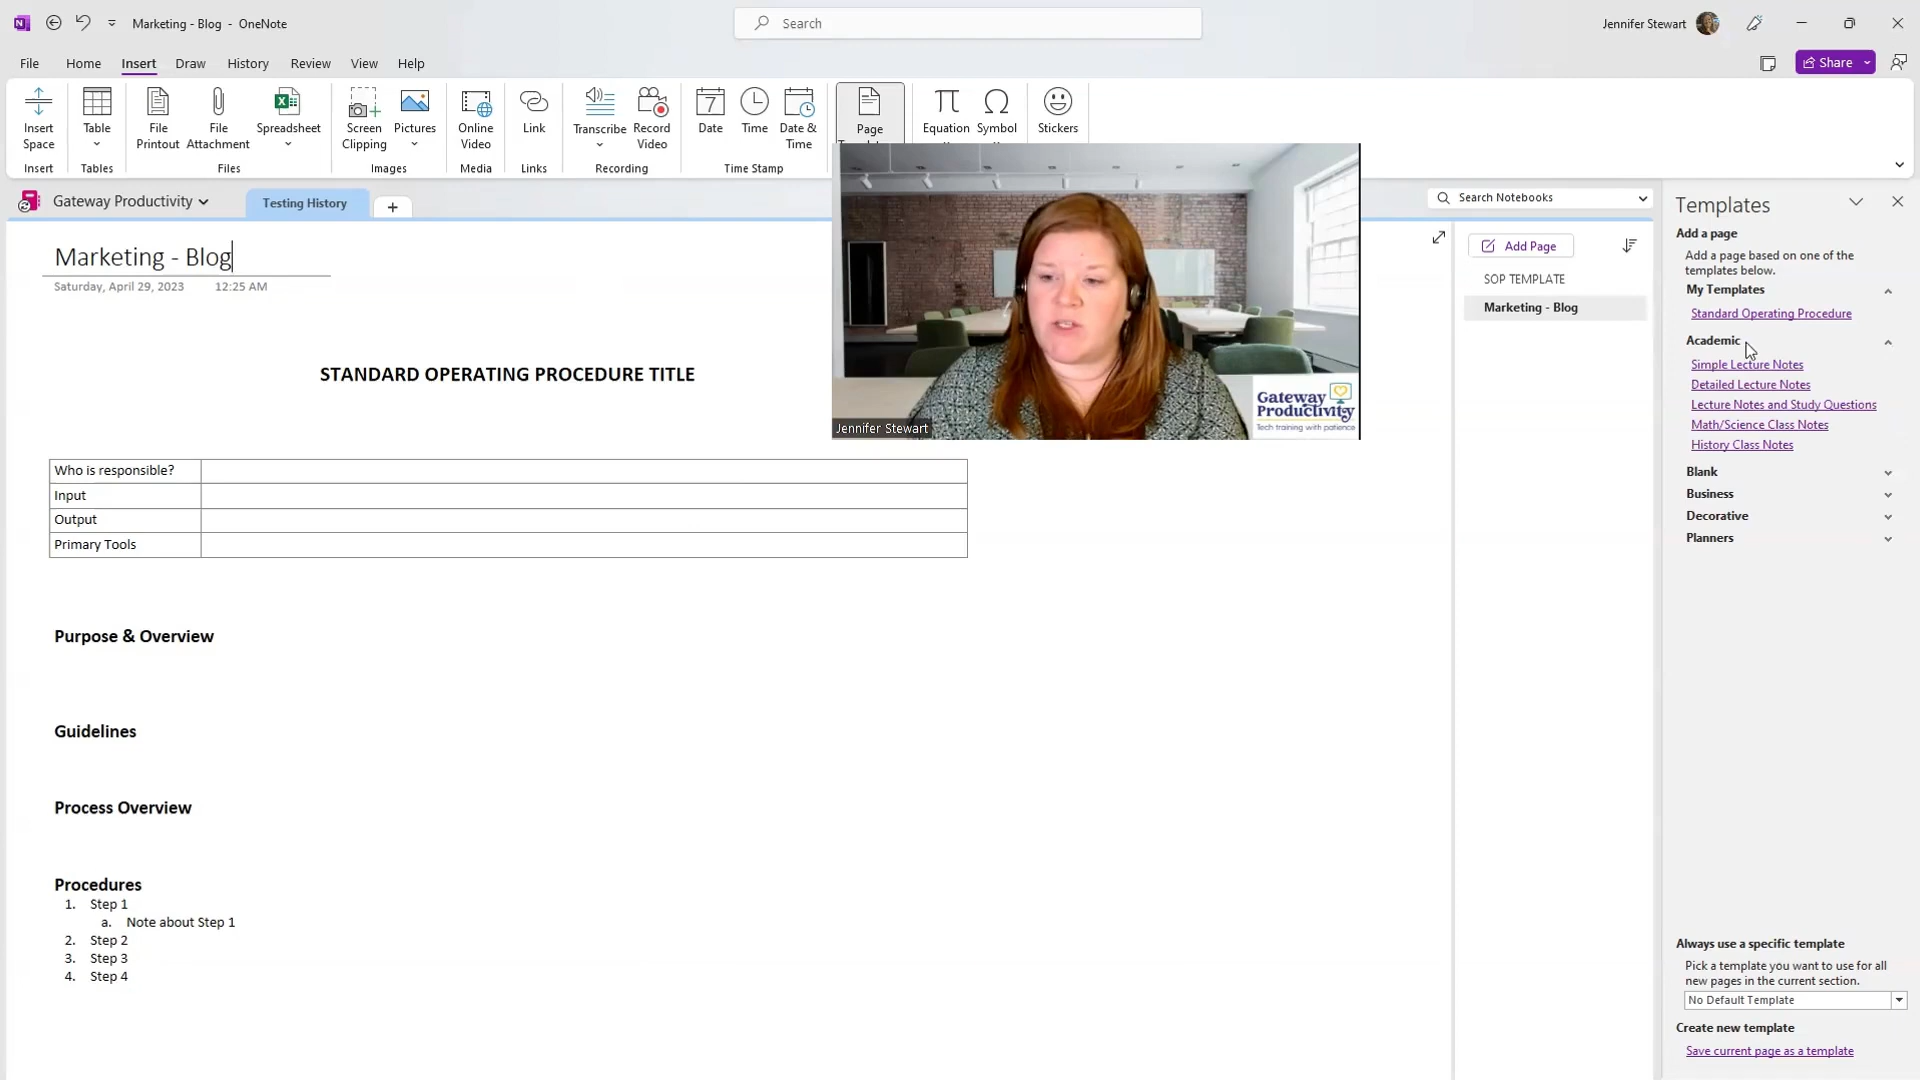 Marketing - Blog - OneNote
Search
Jennifer Stewart
File Home Insert Draw History Review View Help
Share
Insert Space
Table
File Printout
File Attachment
Spreadsheet
Screen Clipping
Pictures
Online Video
Link
Transcribe
Record Video
Date
Time
Date & Time
Page
Equation
Symbol
Stickers
Insert
Tables
Files
Images
Media
Links
Recording
Time Stamp
Gateway Productivity
Testing History
Search Notebooks
Marketing - Blog
Saturday, April 29, 2023 12:25 AM
STANDARD OPERATING PROCEDURE TITLE
Who is responsible?
Input
Output
Primary Tools
Purpose & Overview
Guidelines
Process Overview
Procedures
1. Step 1
a. Note about Step 1
2. Step 2
3. Step 3
4. Step 4
Gateway
Productivity
Tech training with patience
Jennifer Stewart
Add Page
SOP TEMPLATE
Marketing - Blog
Templates
Add a page
Add a page based on one of the
templates below.
My Templates
Standard Operating Procedure
Academic
Simple Lecture Notes
Detailed Lecture Notes
Lecture Notes and Study Questions
Math/Science Class Notes
History Class Notes
Blank
Business
Decorative
Planners
Always use a specific template
Pick a template you want to use for all
new pages in the current section.
No Default Template
Create new template
Save current page as a template